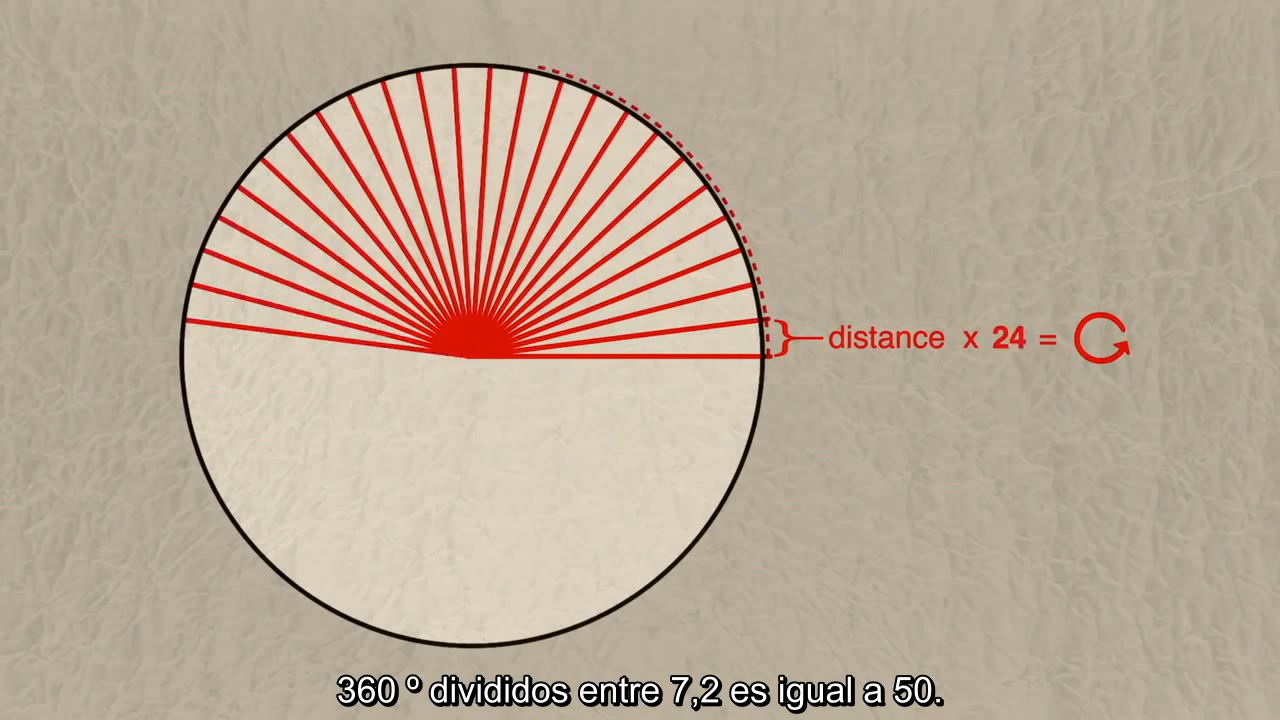 distance x 24 =
360 º divididos entre 7,2 es igual a 50.